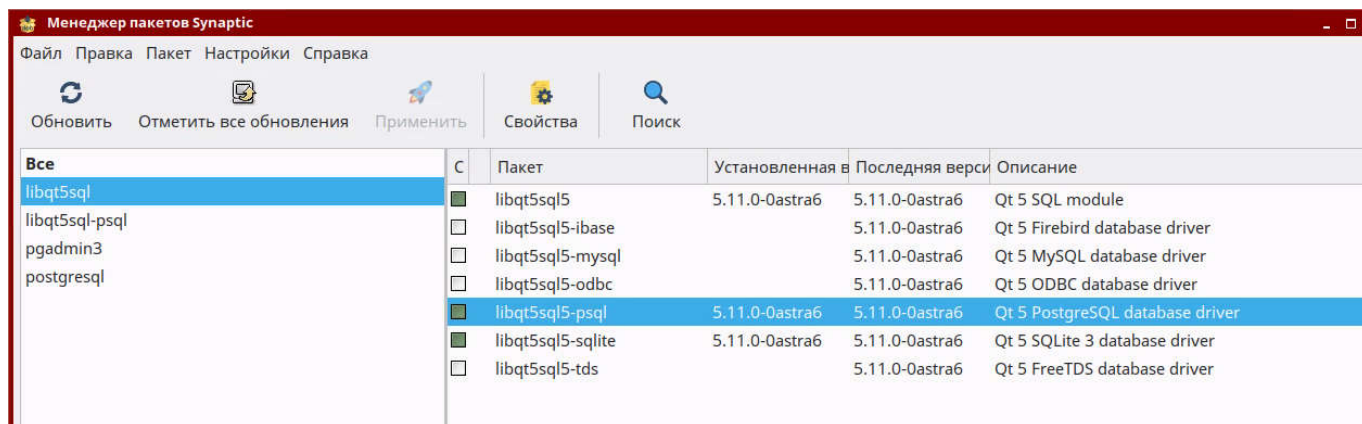 Менеджер пакетов Synaptic
Файл Правка Пакет Настройки Справка
Обновить Отметить все обновления Применить Свойства Поиск
Все
libqt5sql
libqt5sql-psql
pgadmin3
postgresql
С Пакет Установленная в Последняя верси Описание
libqt5sql5 5.11.0-0astra6 5.11.0-0astra6 Qt 5 SQL module
libqt5sql5-ibase 5.11.0-0astra6 Qt 5 Firebird database driver
libqt5sql5-mysql 5.11.0-0astra6 Qt 5 MySQL database driver
libqt5sql5-odbc 5.11.0-0astra6 Qt 5 ODBC database driver
libqt5sql5-psql 5.11.0-0astra6 5.11.0-0astra6 Qt 5 PostgreSQL database driver
libqt5sql5-sqlite 5.11.0-0astra6 5.11.0-0astra6 Qt 5 SQLite 3 database driver
libqt5sql5-tds 5.11.0-0astra6 Qt 5 FreeTDS database driver